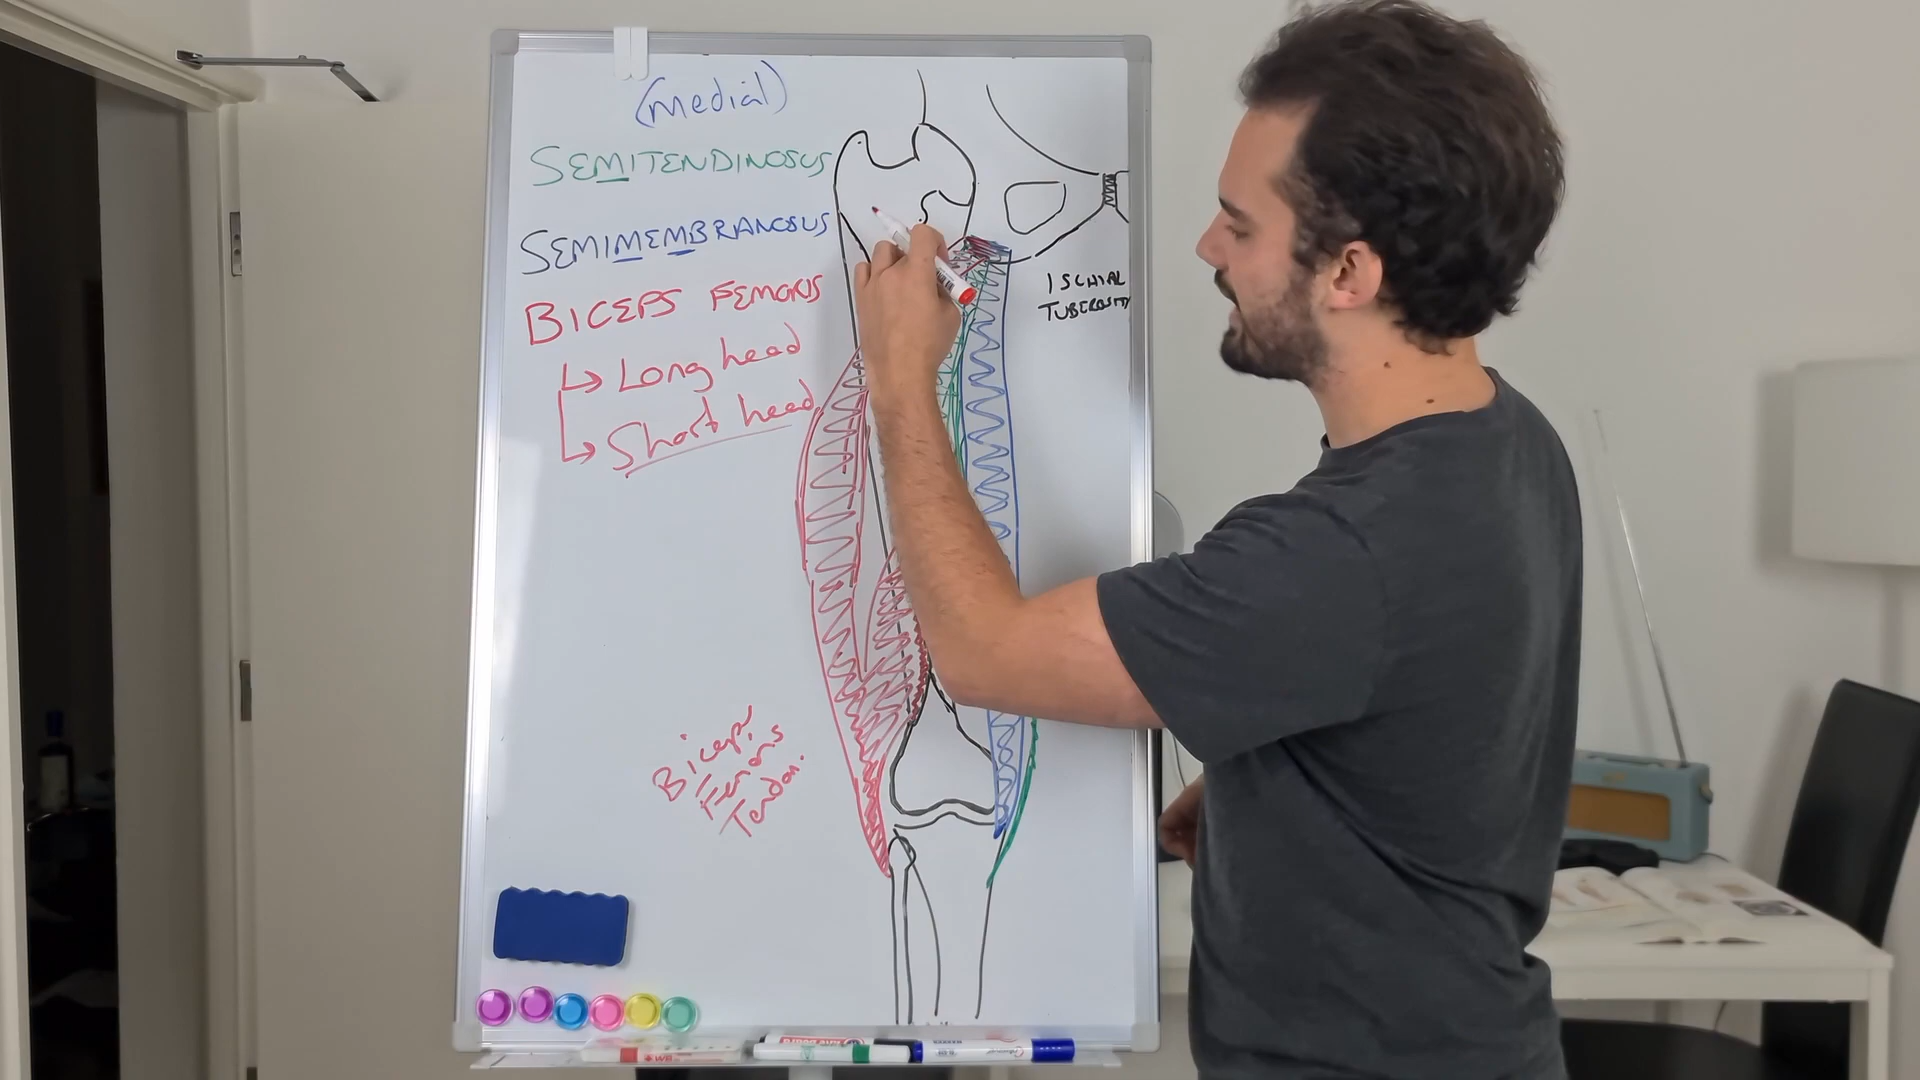 (medial)
SEMITENDINOSUS
SEMIMEMBRANOSUS
BICEPS FEMORIS
Long head
Short head
ISCHIAL
TUBEROSITY
Biceps
Femoris
Tendon.